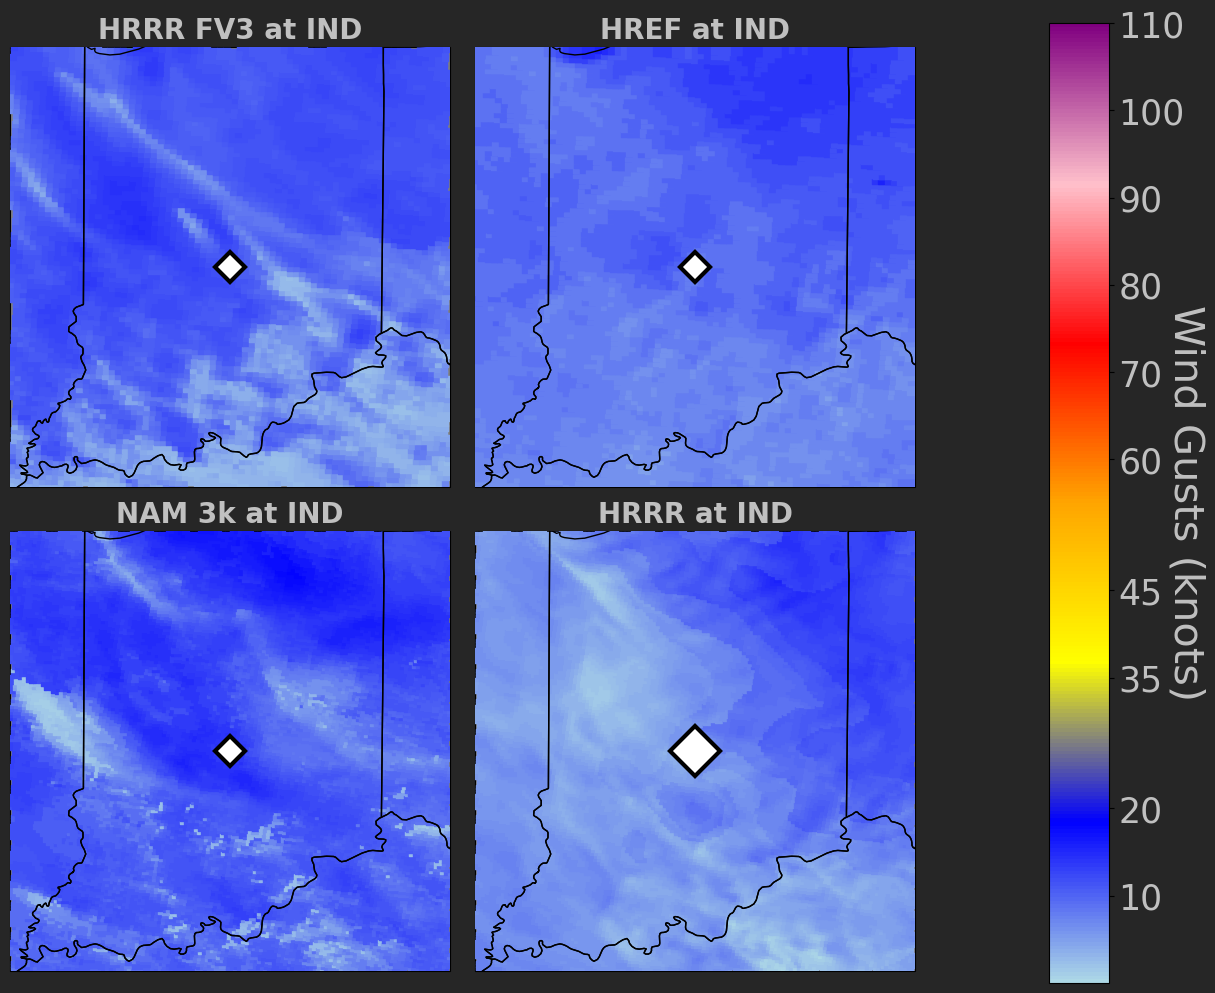 HRRR FV3 at IND
HREF at IND
NAM 3k at IND
HRRR at IND
110
100
90
80
70
60
45
35
20
10
Wind Gusts (knots)